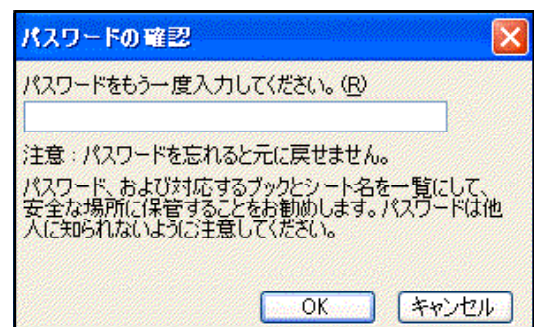 パスワードの確認
パスワードをもう一度入力してください。(R)
注意：パスワードを忘れると元に戻せません。
パスワード、および対応するブックとシート名を一覧にして、
安全な場所に保管することをお勧めします。パスワードは他
人に知られないように注意してください。
OK キャンセル